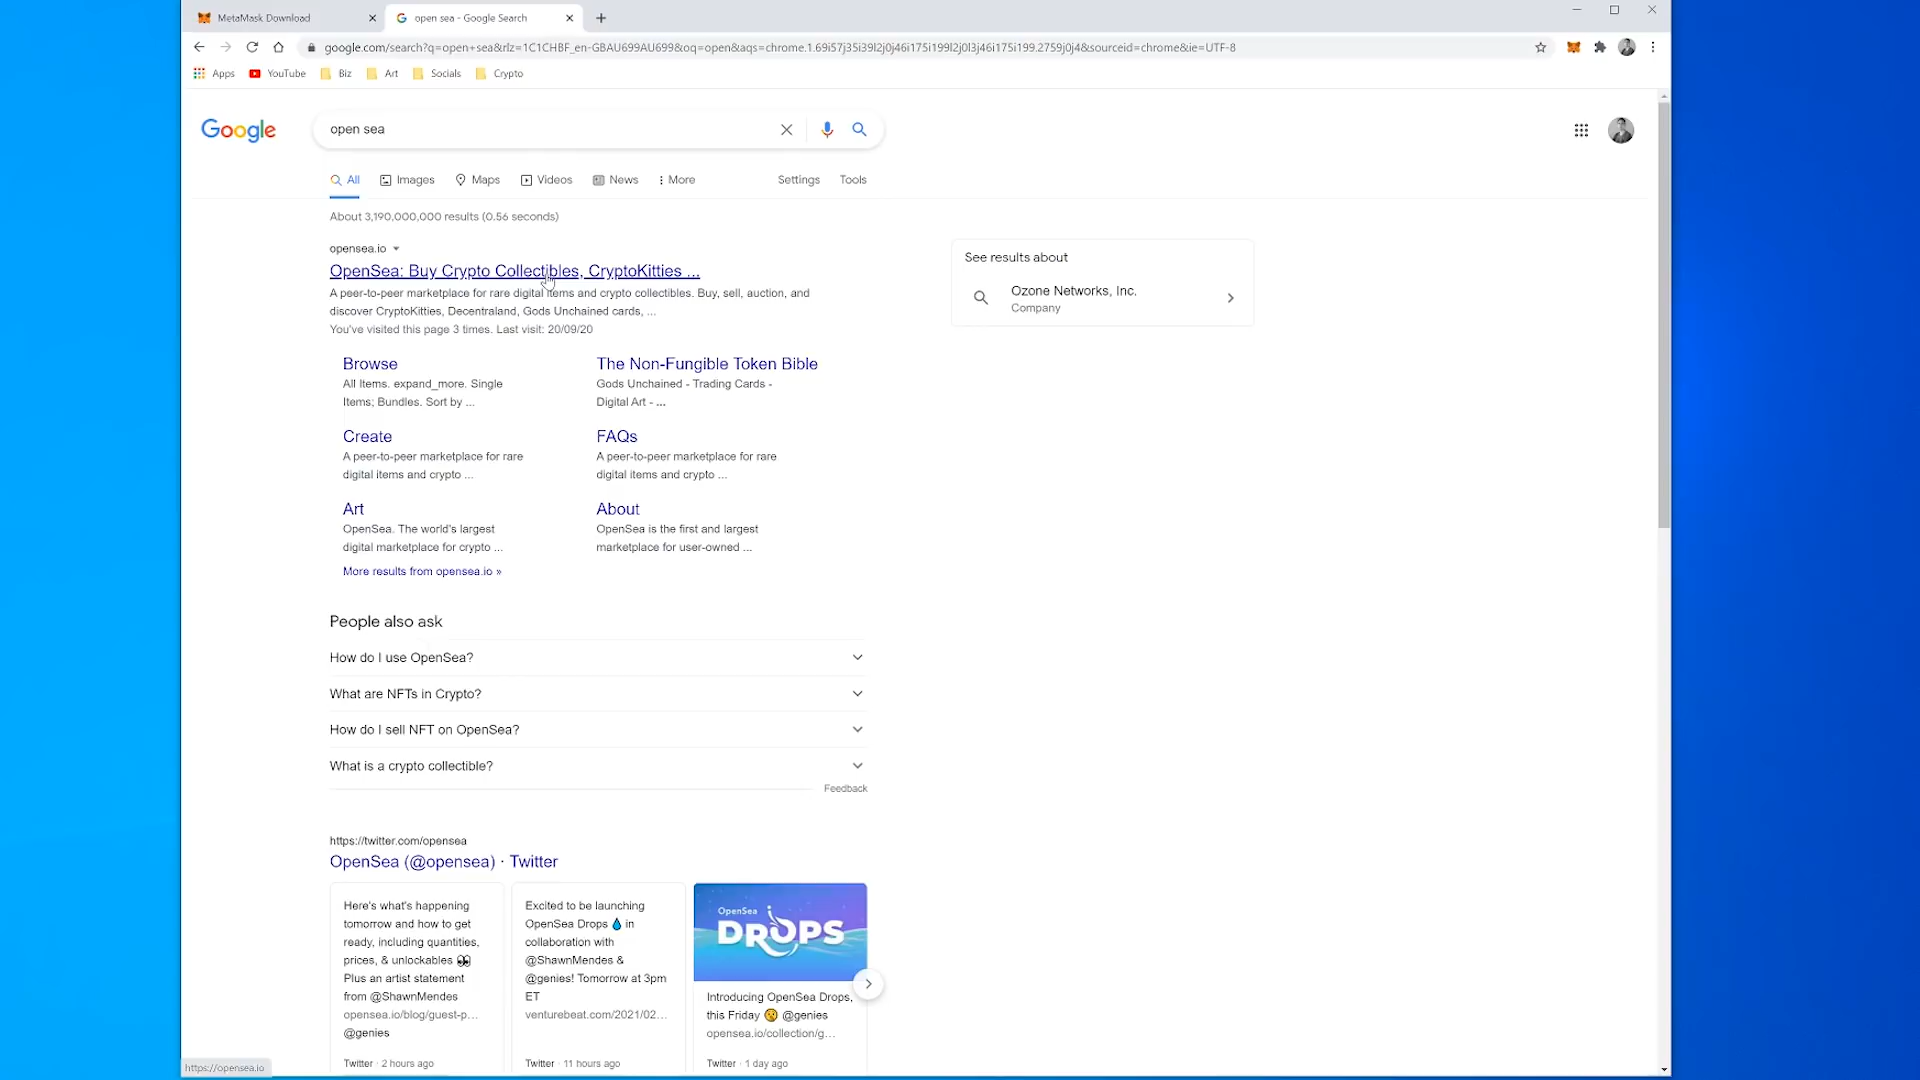 MetaMask Download
open sea - Google Search
google.com/search?q=open+sea&rlz=1C1CHBF_en-GBAU699AU699&oq=open&aqs=chrome.1.69i57j35i39l2j0j46i175i199l2j0l3j46i175i199.2759j0j4&sourceid=chrome&ie=UTF-8
Apps YouTube Biz Art Socials Crypto
Google
open sea
All Images Maps Videos News More Settings Tools
About 3,190,000,000 results (0.56 seconds)
opensea.io
OpenSea: Buy Crypto Collectibles, CryptoKitties ...
A peer-to-peer marketplace for rare digital items and crypto collectibles. Buy, sell, auction, and
discover CryptoKitties, Decentraland, Gods Unchained cards, ...
You've visited this page 3 times. Last visit: 20/09/20
See results about
Ozone Networks, Inc.
Company
Browse
All Items. expand_more. Single
Items; Bundles. Sort by ...
The Non-Fungible Token Bible
Gods Unchained - Trading Cards -
Digital Art - ...
Create
A peer-to-peer marketplace for rare
digital items and crypto ...
FAQs
A peer-to-peer marketplace for rare
digital items and crypto ...
Art
OpenSea. The world's largest
digital marketplace for crypto ...
About
OpenSea is the first and largest
marketplace for user-owned ...
More results from opensea.io »
People also ask
How do I use OpenSea?
What are NFTs in Crypto?
How do I sell NFT on OpenSea?
What is a crypto collectible?
Feedback
https://twitter.com/opensea
OpenSea (@opensea) · Twitter
Here's what's happening
tomorrow and how to get
ready, including quantities,
prices, & unlockables 👀
Plus an artist statement
from @ShawnMendes
opensea.io/blog/guest-p...
@genies
Twitter · 2 hours ago
Excited to be launching
OpenSea Drops 💧 in
collaboration with
@ShawnMendes &
@genies! Tomorrow at 3pm
ET
venturebeat.com/2021/02...
Twitter · 11 hours ago
OpenSea
DROPS
Introducing OpenSea Drops,
this Friday 😮 @genies
opensea.io/collection/g...
Twitter · 1 day ago
https://opensea.io